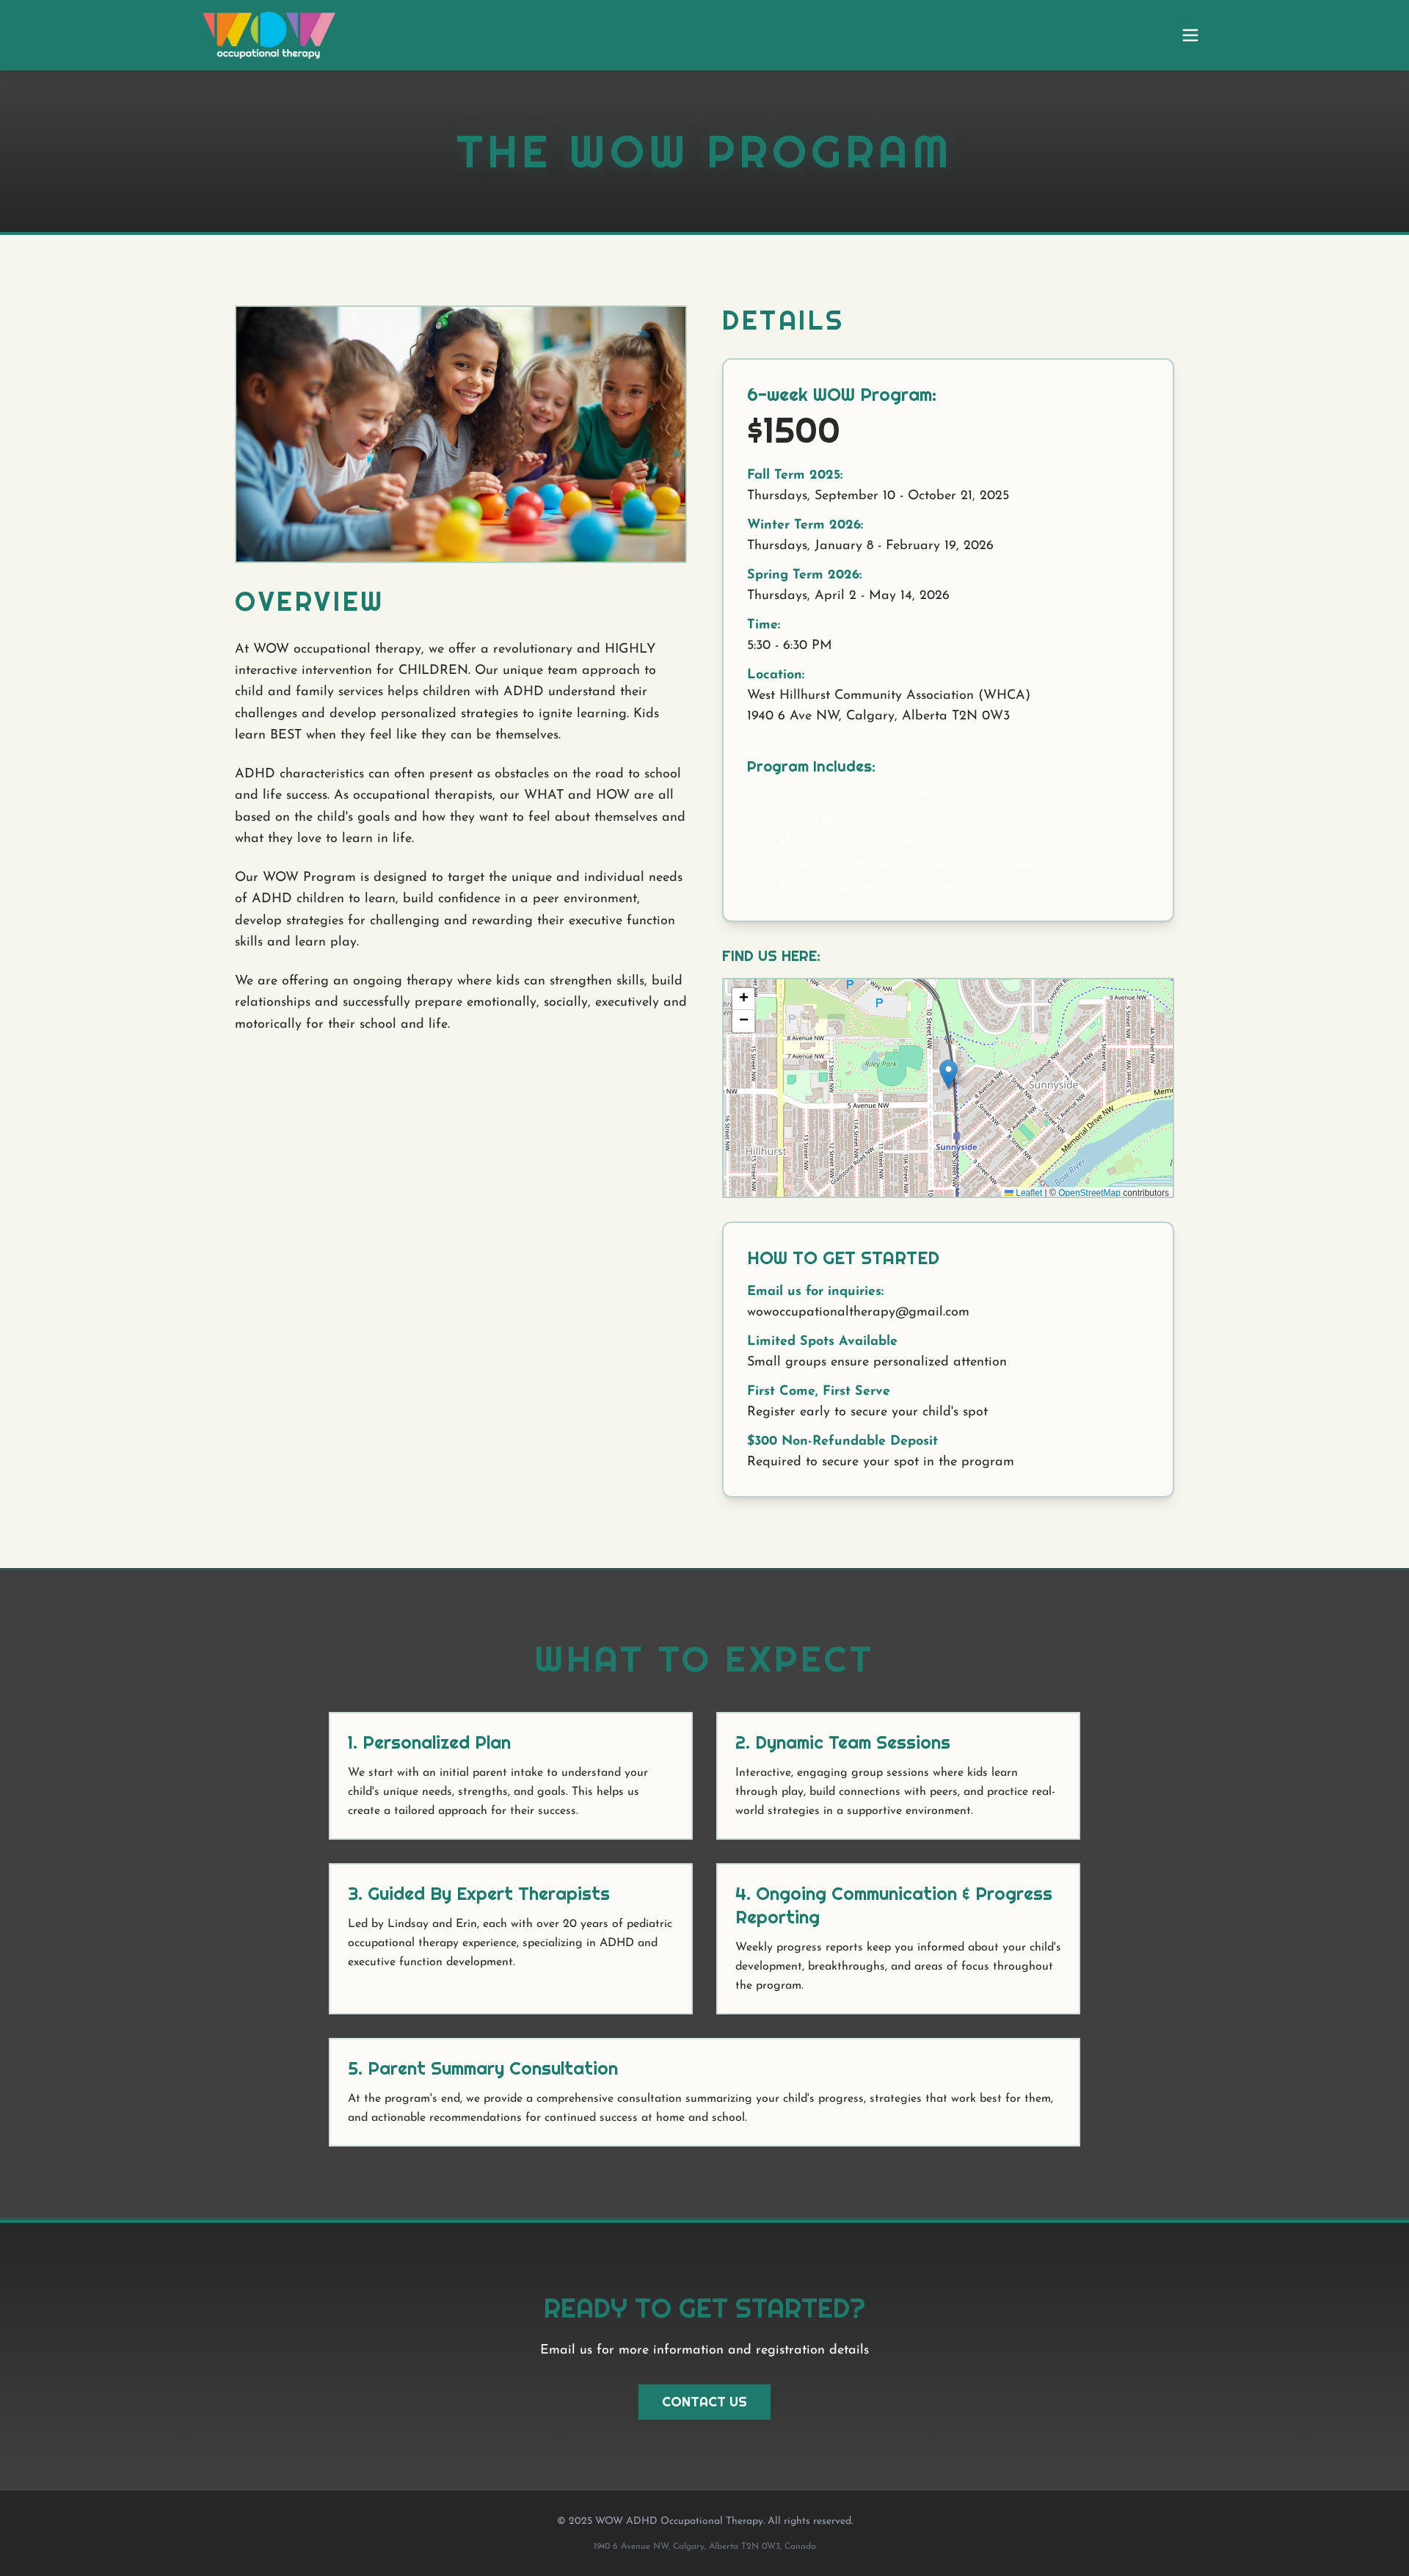 WOW
occupational therapy
THE WOW PROGRAM
DETAILS
6-week WOW Program:
$1500
Fall Term 2025:
Thursdays, September 10 - October 21, 2025
Winter Term 2026:
Thursdays, January 8 - February 19, 2026
Spring Term 2026:
Thursdays, April 2 - May 14, 2026
Time:
5:30 - 6:30 PM
Location:
West Hillhurst Community Association (WHCA)
1940 6 Ave NW, Calgary, Alberta T2N 0W3
Program Includes:
OVERVIEW
At WOW occupational therapy, we offer a revolutionary and HIGHLY
interactive intervention for CHILDREN. Our unique team approach to
child and family services helps children with ADHD understand their
challenges and develop personalized strategies to ignite learning. Kids
learn BEST when they feel like they can be themselves.
ADHD characteristics can often present as obstacles on the road to school
and life success. As occupational therapists, our WHAT and HOW are all
based on the child's goals and how they want to feel about themselves and
what they love to learn in life.
Our WOW Program is designed to target the unique and individual needs
of ADHD children to learn, build confidence in a peer environment,
develop strategies for challenging and rewarding their executive function
skills and learn play.
We are offering an ongoing therapy where kids can strengthen skills, build
relationships and successfully prepare emotionally, socially, executively and
motorically for their school and life.
FIND US HERE:
+
−
P
P
P
9 Avenue NW
8 Avenue NW
7 Avenue NW
10 Street NW
12 Street NW
Riley Park
5 Avenue NW
Sunnyside
Sunnyside
Hillhurst
Gladstone Road NW
Memorial Drive NW
Bow River
Leaflet | © OpenStreetMap contributors
HOW TO GET STARTED
Email us for inquiries:
wowoccupationaltherapy@gmail.com
Limited Spots Available
Small groups ensure personalized attention
First Come, First Serve
Register early to secure your child's spot
$300 Non-Refundable Deposit
Required to secure your spot in the program
WHAT TO EXPECT
1. Personalized Plan
We start with an initial parent intake to understand your
child's unique needs, strengths, and goals. This helps us
create a tailored approach for their success.
2. Dynamic Team Sessions
Interactive, engaging group sessions where kids learn
through play, build connections with peers, and practice real-
world strategies in a supportive environment.
3. Guided By Expert Therapists
Led by Lindsay and Erin, each with over 20 years of pediatric
occupational therapy experience, specializing in ADHD and
executive function development.
4. Ongoing Communication & Progress
Reporting
Weekly progress reports keep you informed about your child's
development, breakthroughs, and areas of focus throughout
the program.
5. Parent Summary Consultation
At the program's end, we provide a comprehensive consultation summarizing your child's progress, strategies that work best for them,
and actionable recommendations for continued success at home and school.
READY TO GET STARTED?
Email us for more information and registration details
CONTACT US
© 2025 WOW ADHD Occupational Therapy. All rights reserved.
1940 6 Avenue NW, Calgary, Alberta T2N 0W3, Canada